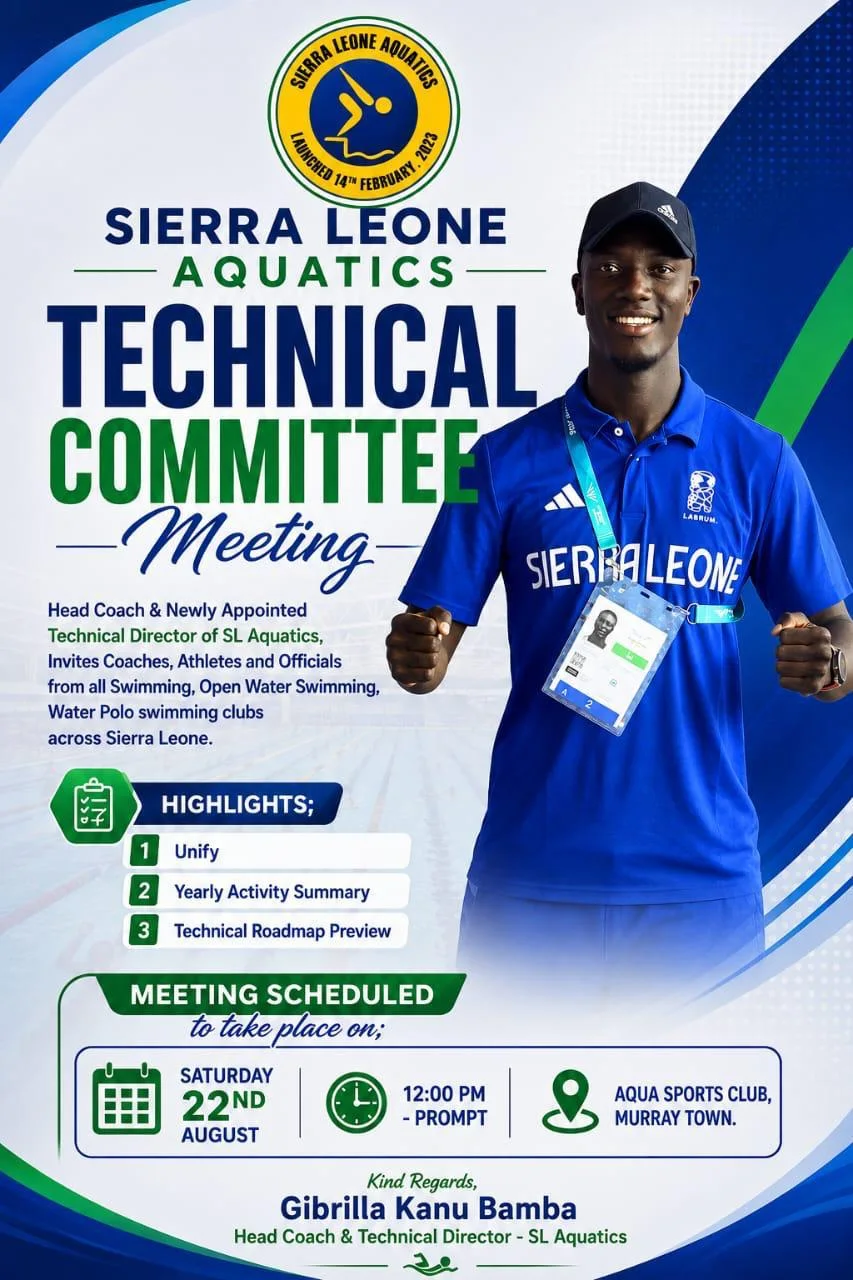 SIERRA LEONE AQUATICS
LAUNCHED 14TH FEBRUARY, 2023
SIERRA LEONE
AQUATICS
TECHNICAL
COMMITTEE
Meeting
Head Coach & Newly Appointed
Technical Director of SL Aquatics,
Invites Coaches, Athletes and Officials
from all Swimming, Open Water Swimming,
Water Polo swimming clubs
across Sierra Leone.
LABRUM.
SIERRA LEONE
A 2
HIGHLIGHTS;
1 Unify
2 Yearly Activity Summary
3 Technical Roadmap Preview
MEETING SCHEDULED
to take place on;
SATURDAY
22ND
AUGUST
12:00 PM
- PROMPT
AQUA SPORTS CLUB,
MURRAY TOWN.
Kind Regards,
Gibrilla Kanu Bamba
Head Coach & Technical Director - SL Aquatics